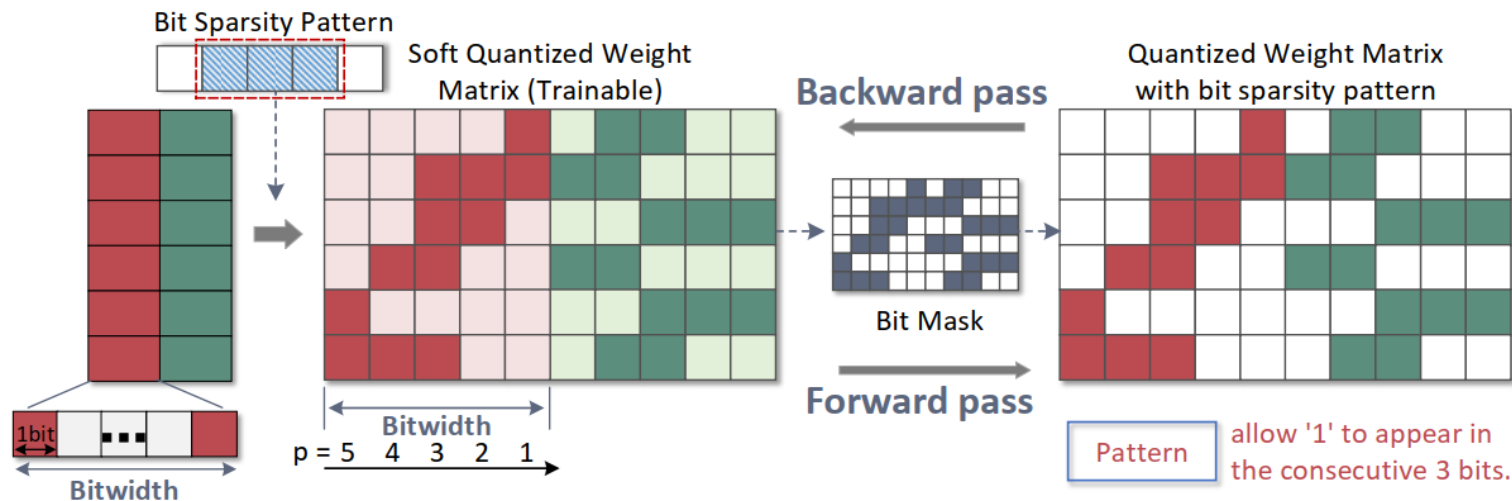 Bit Sparsity Pattern
Soft Quantized Weight
Matrix (Trainable)
Backward pass
Quantized Weight Matrix
with bit sparsity pattern
Bit Mask
Forward pass
1bit
Bitwidth
Bitwidth
p = 5 4 3 2 1
Pattern
allow '1' to appear in
the consecutive 3 bits.